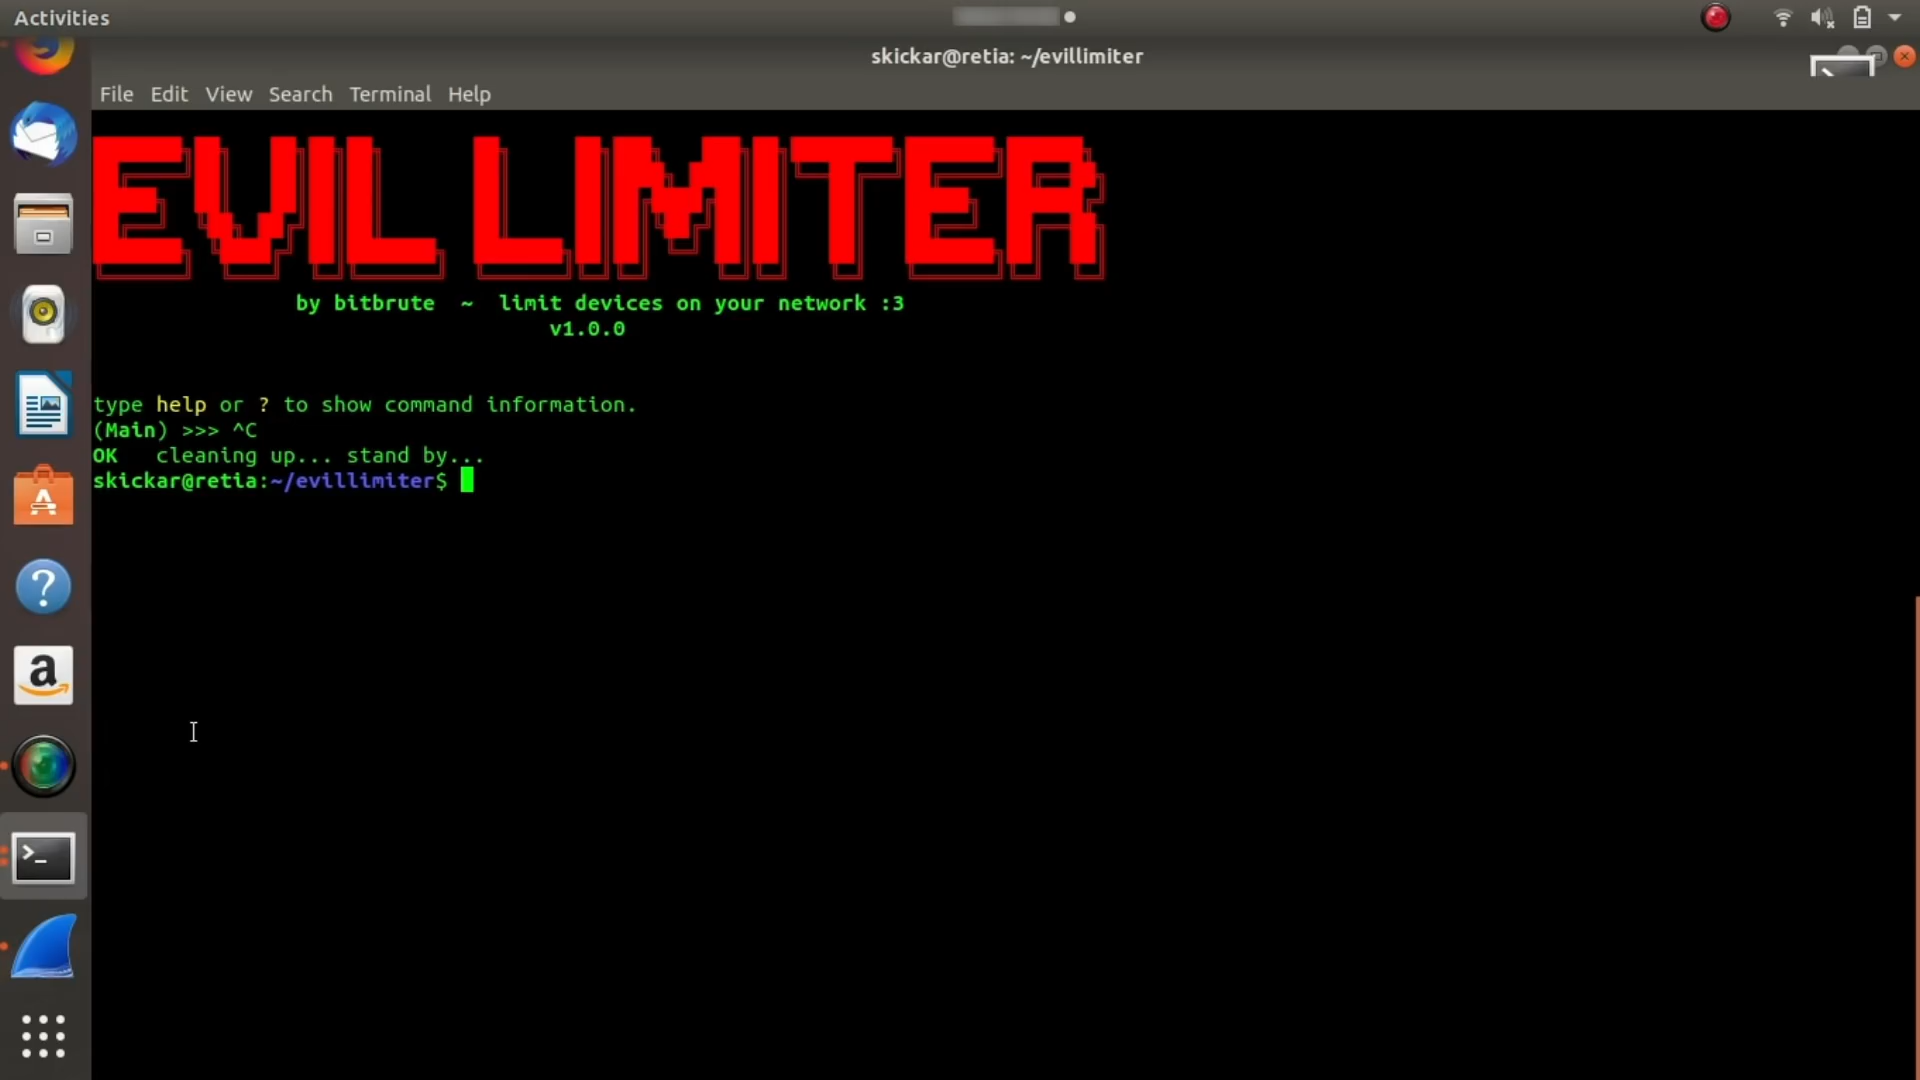 Activities
skickar@retia: ~/evillimiter
File Edit View Search Terminal Help
EVIL LIMITER
by bitbrute ~ limit devices on your network :3
v1.0.0
type help or ? to show command information.
(Main) >>> ^C
OK cleaning up... stand by...
skickar@retia:~/evillimiter$